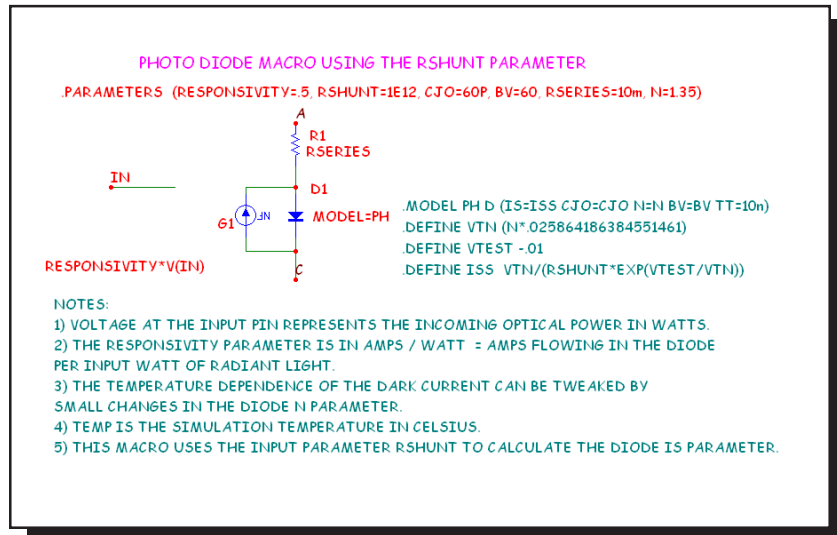 PHOTO DIODE MACRO USING THE RSHUNT PARAMETER
.PARAMETERS (RESPONSIVITY=.5, RSHUNT=1E12, CJO=60P, BV=60, RSERIES=10m, N=1.35)
A
R1
RSERIES
IN
D1
G1
NF
MODEL=PH
RESPONSIVITY*V(IN)
C
.MODEL PH D (IS=ISS CJO=CJO N=N BV=BV TT=10n)
.DEFINE VTN (N*.025864186384551461)
.DEFINE VTEST -.01
.DEFINE ISS VTN/(RSHUNT*EXP(VTEST/VTN))
NOTES:
1) VOLTAGE AT THE INPUT PIN REPRESENTS THE INCOMING OPTICAL POWER IN WATTS.
2) THE RESPONSIVITY PARAMETER IS IN AMPS / WATT = AMPS FLOWING IN THE DIODE
PER INPUT WATT OF RADIANT LIGHT.
3) THE TEMPERATURE DEPENDENCE OF THE DARK CURRENT CAN BE TWEAKED BY
SMALL CHANGES IN THE DIODE N PARAMETER.
4) TEMP IS THE SIMULATION TEMPERATURE IN CELSIUS.
5) THIS MACRO USES THE INPUT PARAMETER RSHUNT TO CALCULATE THE DIODE IS PARAMETER.